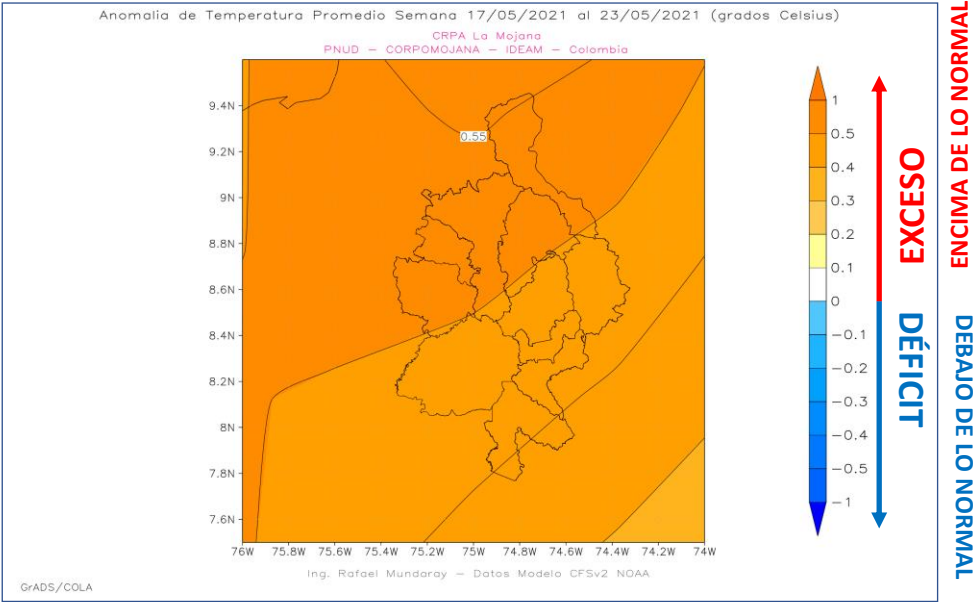 Anomalia de Temperatura Promedio Semana 17/05/2021 al 23/05/2021 (grados Celsius)
CRPA La Mojana
PNUD – CORPOMOJANA – IDEAM – Colombia
9.4N
9.2N
9N
8.8N
8.6N
8.4N
8.2N
8N
7.8N
7.6N
0.55
76W 75.8W 75.6W 75.4W 75.2W 75W 74.8W 74.6W 74.4W 74.2W 74W
Ing. Rafael Mundaray – Datos Modelo CFSv2 NOAA
GrADS/COLA
1
0.5
0.4
0.3
0.2
0.1
0
−0.1
−0.2
−0.3
−0.4
−0.5
−1
EXCESO
DÉFICIT
ENCIMA DE LO NORMAL
DEBAJO DE LO NORMAL